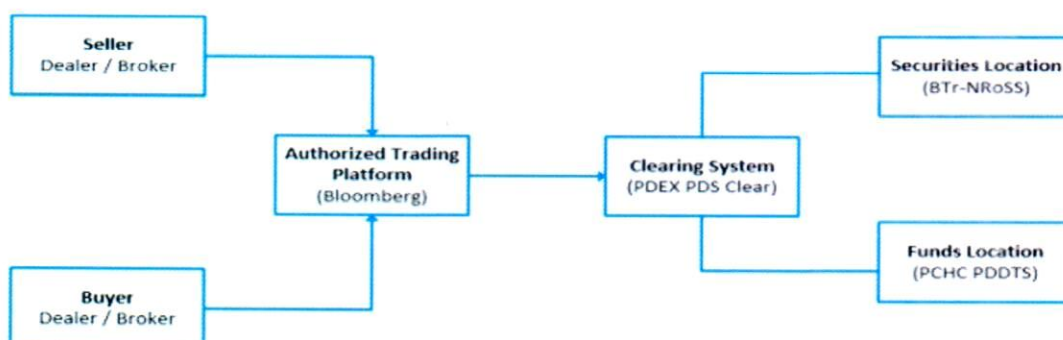 Seller
Dealer / Broker
Securities Location
(BTr-NRoSS)
Authorized Trading
Platform
(Bloomberg)
Clearing System
(PDEX PDS Clear)
Funds Location
(PCHC PDDTS)
Buyer
Dealer / Broker